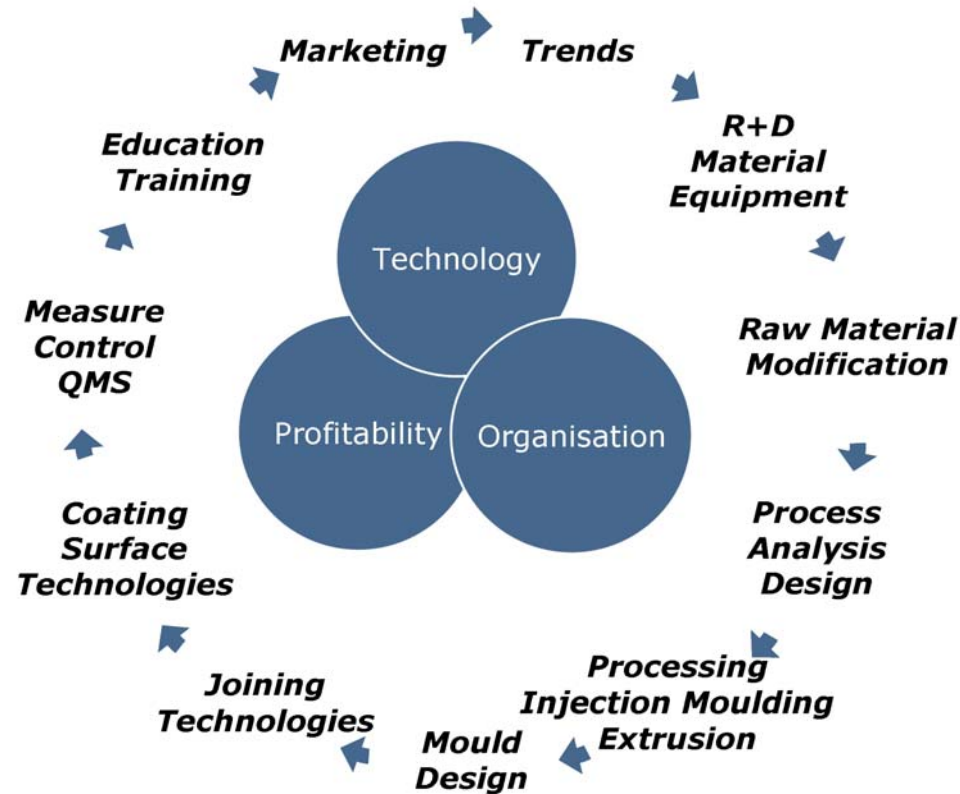 Marketing
Trends
R+D
Material
Equipment
Raw Material
Modification
Process
Analysis
Design
Processing
Injection Moulding
Extrusion
Mould
Design
Joining
Technologies
Coating
Surface
Technologies
Measure
Control
QMS
Education
Training
Technology
Profitability
Organisation